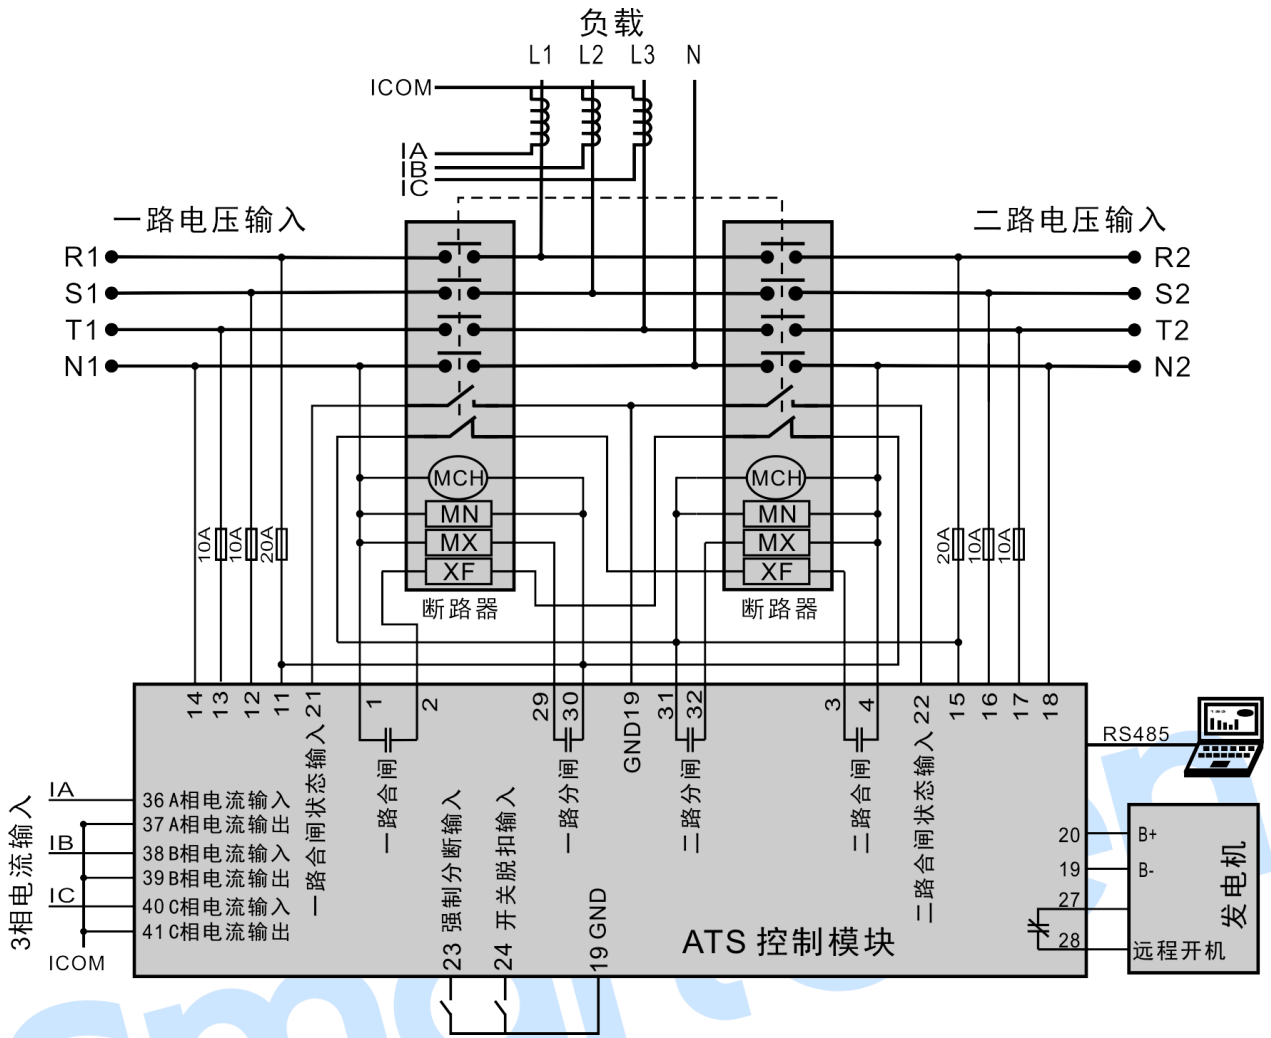 负载
L1 L2 L3 N
ICOM
IA
IB
IC
一路电压输入
二路电压输入
R1
S1
T1
N1
R2
S2
T2
N2
MCH
MN
MX
XF
断路器
MCH
MN
MX
XF
断路器
10A 10A 20A
20A 10A 10A
14 13 12 11 21 1 2 29 30 GND19 31 32 3 4 22 15 16 17 18
一路合闸状态输入
一路合闸
一路分闸
二路分闸
二路合闸
二路合闸状态输入
RS485
3相电流输入
IA
IB
IC
ICOM
36 A相电流输入
37 A相电流输出
38 B相电流输入
39 B相电流输出
40 C相电流输入
41 C相电流输出
23 强制分断输入
24 开关脱扣输入
19 GND
ATS 控制模块
20 B+
19 B-
27
28 远程开机
发电机